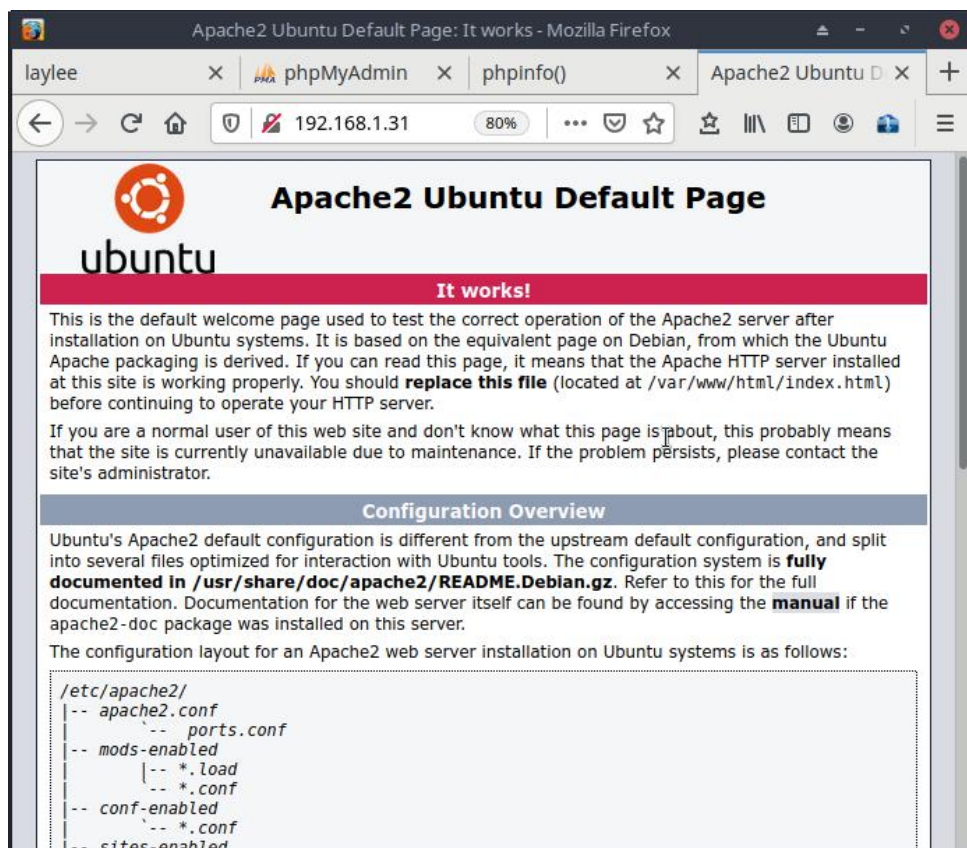 Apache2 Ubuntu Default Page: It works - Mozilla Firefox
laylee phpMyAdmin phpinfo() Apache2 Ubuntu D
192.168.1.31 80%
ubuntu
Apache2 Ubuntu Default Page
It works!
This is the default welcome page used to test the correct operation of the Apache2 server after
installation on Ubuntu systems. It is based on the equivalent page on Debian, from which the Ubuntu
Apache packaging is derived. If you can read this page, it means that the Apache HTTP server installed
at this site is working properly. You should replace this file (located at /var/www/html/index.html)
before continuing to operate your HTTP server.
If you are a normal user of this web site and don't know what this page is about, this probably means
that the site is currently unavailable due to maintenance. If the problem persists, please contact the
site's administrator.
Configuration Overview
Ubuntu's Apache2 default configuration is different from the upstream default configuration, and split
into several files optimized for interaction with Ubuntu tools. The configuration system is fully
documented in /usr/share/doc/apache2/README.Debian.gz. Refer to this for the full
documentation. Documentation for the web server itself can be found by accessing the manual if the
apache2-doc package was installed on this server.
The configuration layout for an Apache2 web server installation on Ubuntu systems is as follows:
/etc/apache2/
|-- apache2.conf
|       `--  ports.conf
|-- mods-enabled
|       |-- *.load
|       `-- *.conf
|-- conf-enabled
|       `-- *.conf
|-- sites-enabled